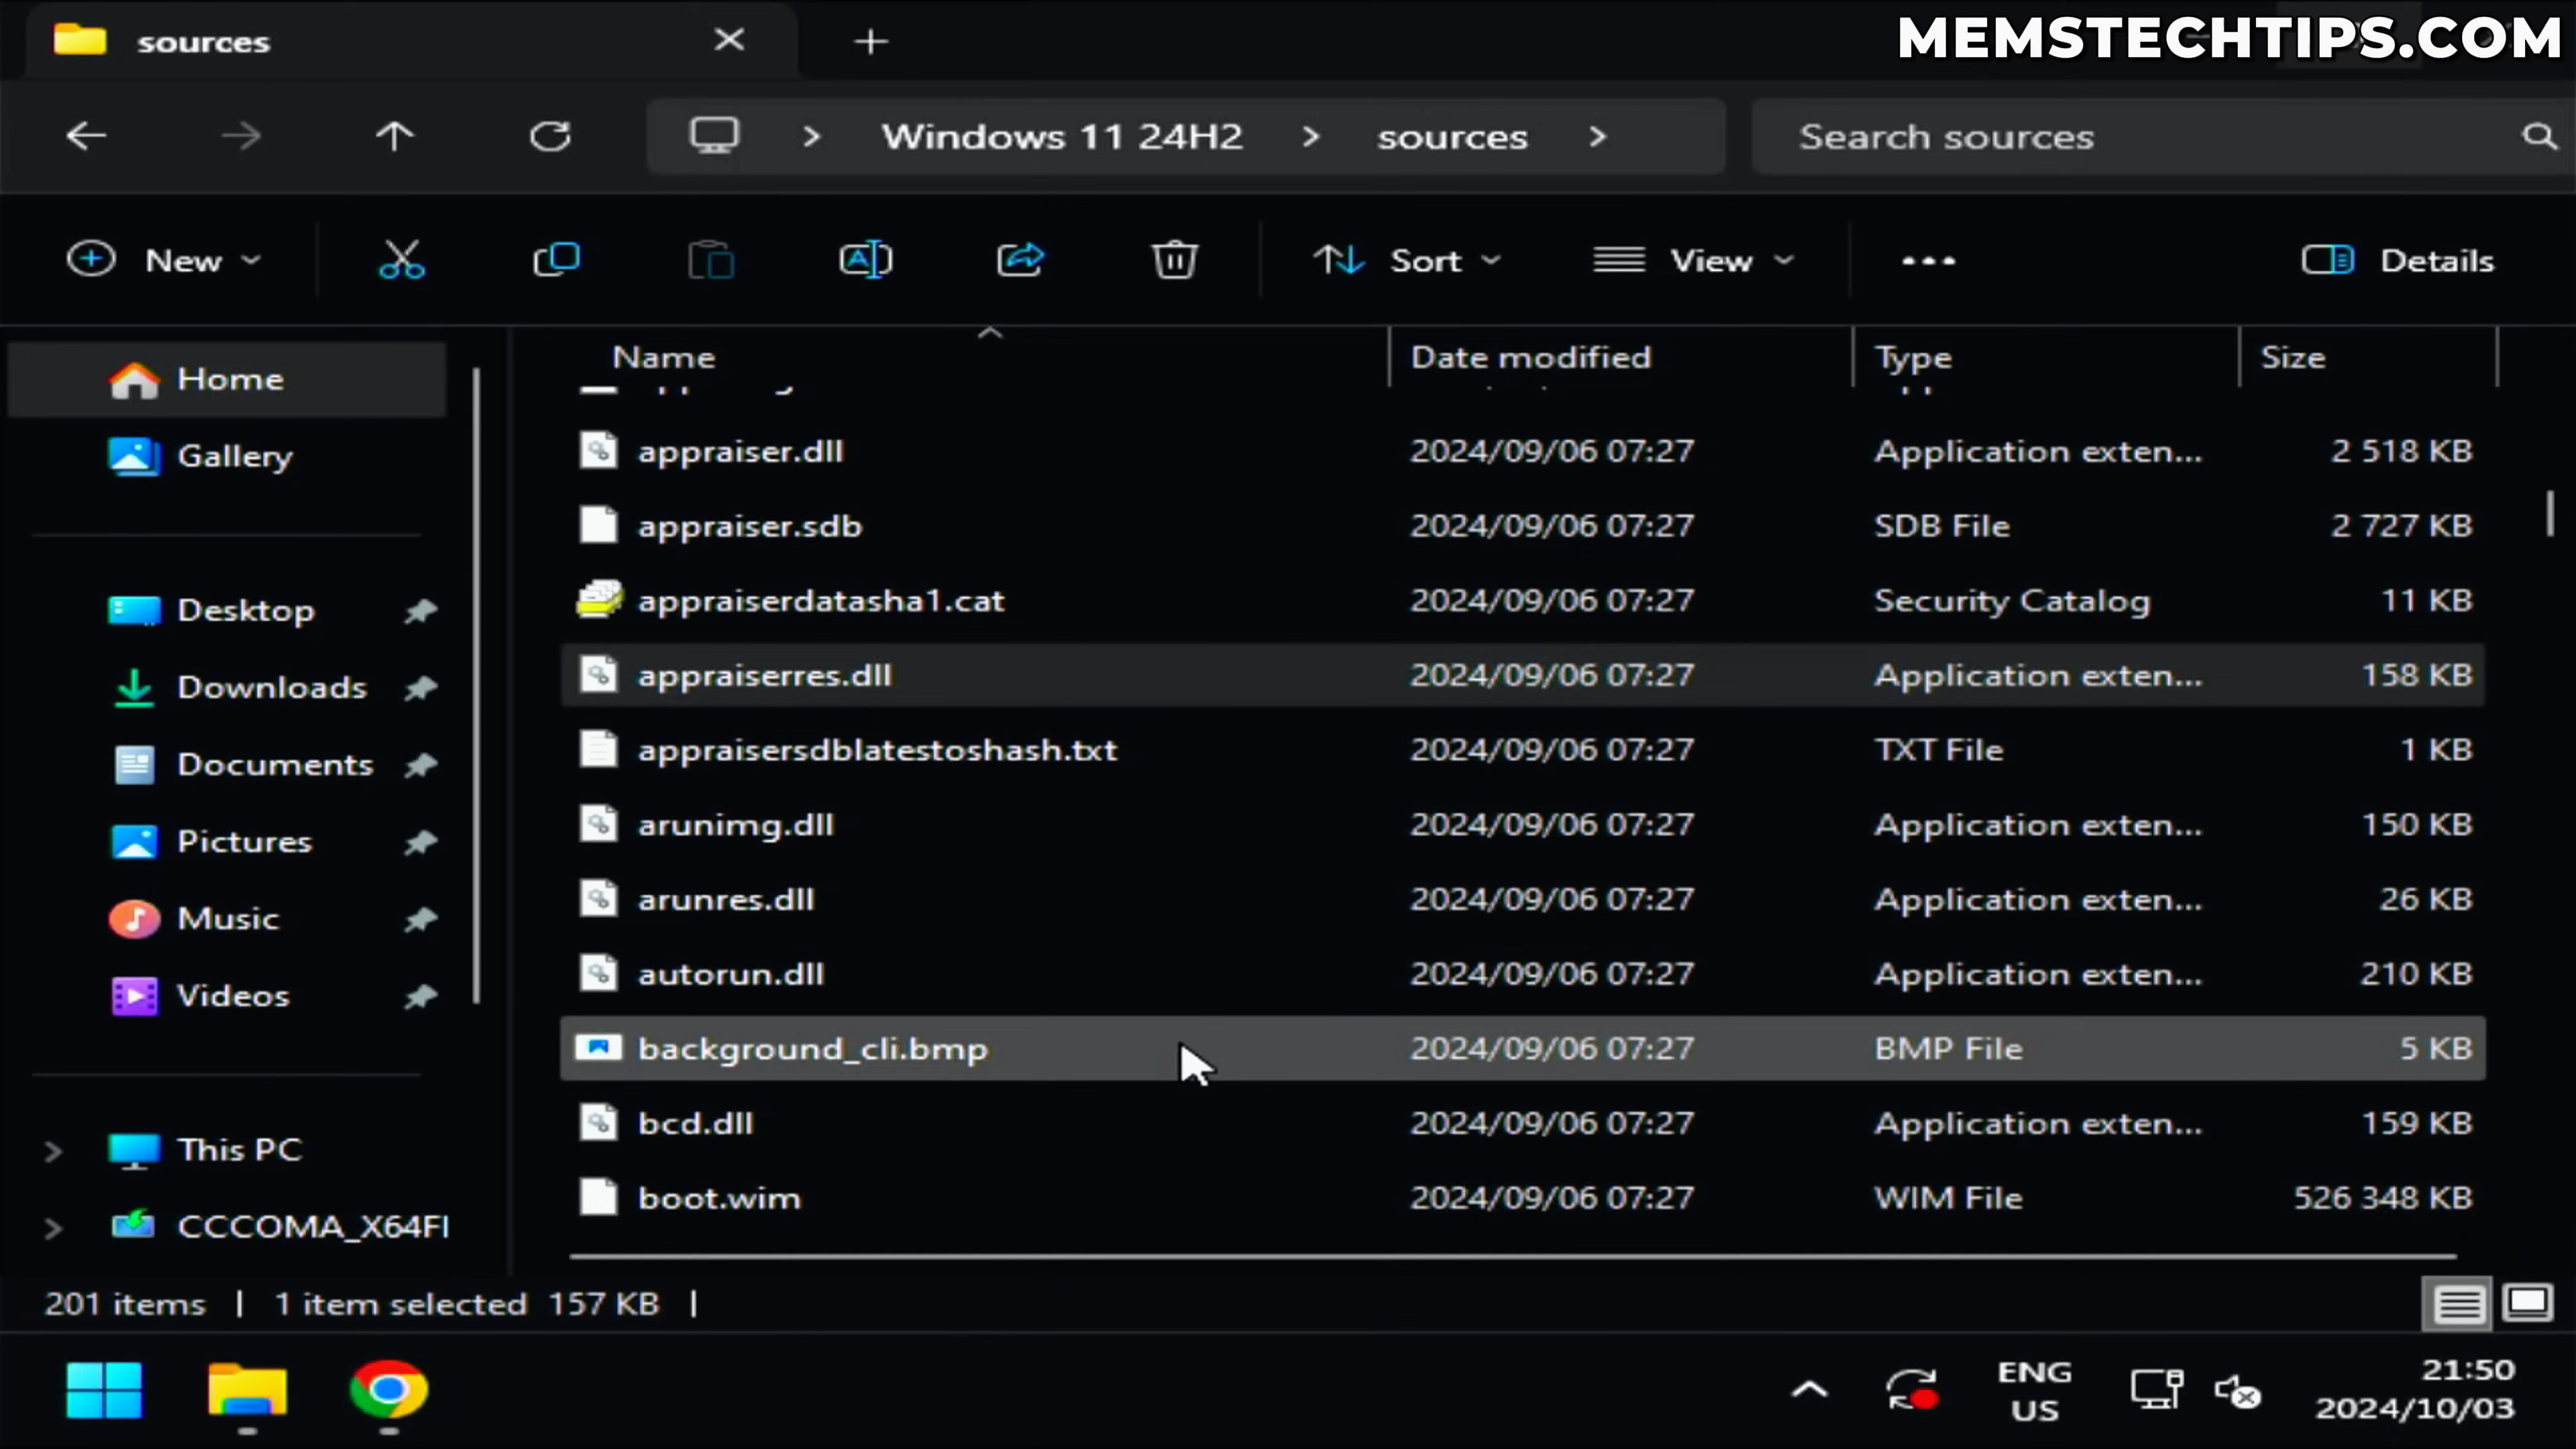 sources
MEMSTECHTIPS.COM
Windows 11 24H2 sources
Search sources
New
Sort
View
Details
Name Date modified Type Size
appraiser.dll 2024/09/06 07:27 Application exten... 2 518 KB
appraiser.sdb 2024/09/06 07:27 SDB File 2 727 KB
appraiserdatasha1.cat 2024/09/06 07:27 Security Catalog 11 KB
appraiserres.dll 2024/09/06 07:27 Application exten... 158 KB
appraisersdblatestoshash.txt 2024/09/06 07:27 TXT File 1 KB
arunimg.dll 2024/09/06 07:27 Application exten... 150 KB
arunres.dll 2024/09/06 07:27 Application exten... 26 KB
autorun.dll 2024/09/06 07:27 Application exten... 210 KB
background_cli.bmp 2024/09/06 07:27 BMP File 5 KB
bcd.dll 2024/09/06 07:27 Application exten... 159 KB
boot.wim 2024/09/06 07:27 WIM File 526 348 KB
Home
Gallery
Desktop
Downloads
Documents
Pictures
Music
Videos
This PC
CCCOMA_X64F
201 items | 1 item selected 157 KB |
ENG
US
21:50
2024/10/03